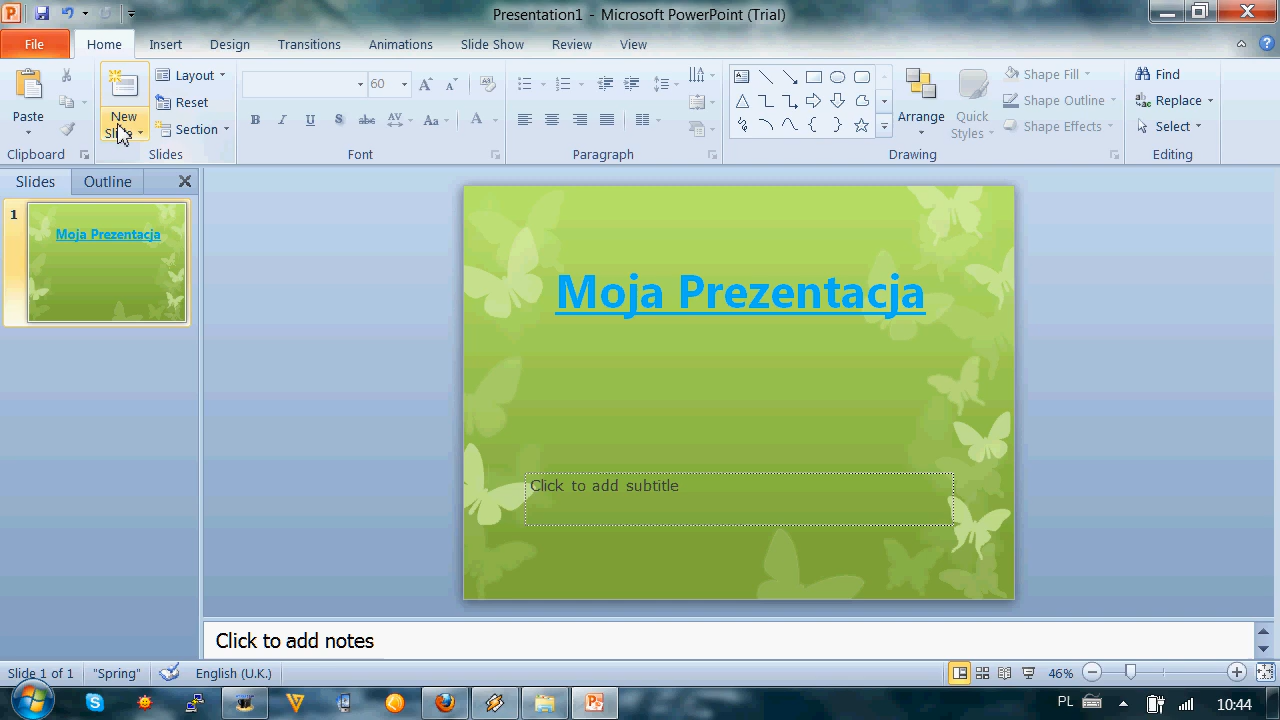 Presentation1 - Microsoft PowerPoint (Trial)
File Home Insert Design Transitions Animations Slide Show Review View
Paste
Clipboard
New
Slide
Layout
Reset
Section
Slides
60
B I U S abc AV Aa A
Font
Paragraph
Arrange
Quick
Styles
Shape Fill
Shape Outline
Shape Effects
Drawing
Find
Replace
Select
Editing
Slides Outline
1
Moja Prezentacja
Moja Prezentacja
Click to add subtitle
Click to add notes
Slide 1 of 1 "Spring" English (U.K.) 46%
PL 10:44